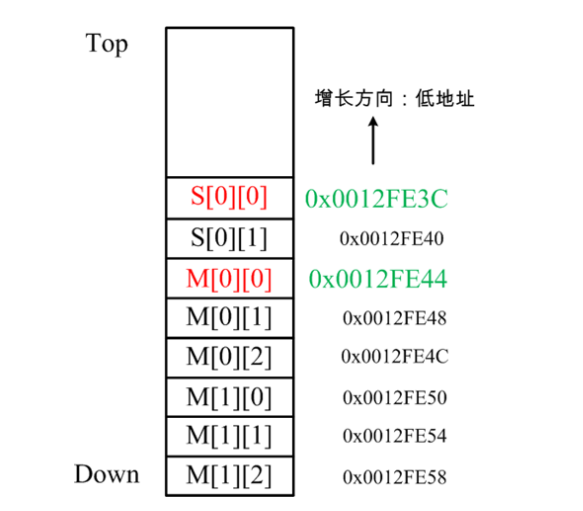 Top
增长方向：低地址
S[0][0] 0x0012FE3C
S[0][1] 0x0012FE40
M[0][0] 0x0012FE44
M[0][1] 0x0012FE48
M[0][2] 0x0012FE4C
M[1][0] 0x0012FE50
M[1][1] 0x0012FE54
Down M[1][2] 0x0012FE58